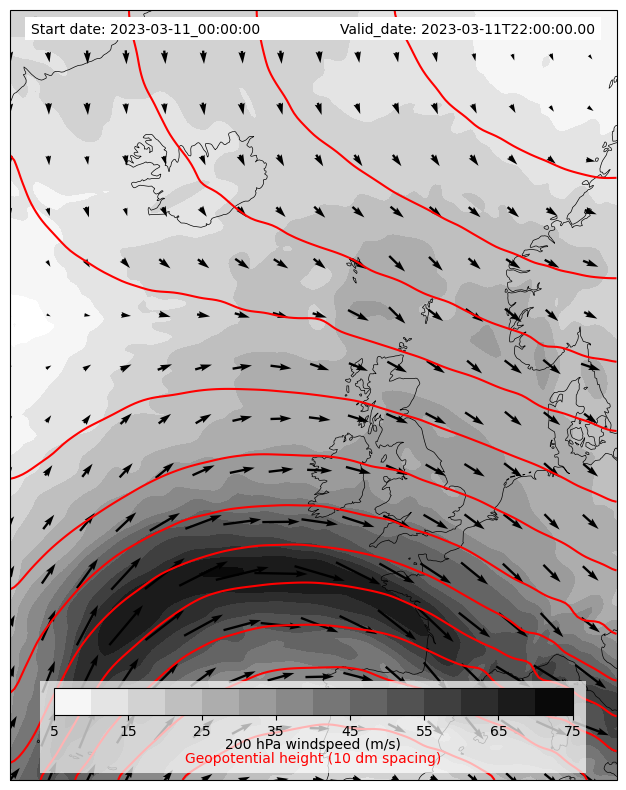 Start date: 2023-03-11_00:00:00 Valid_date: 2023-03-11T22:00:00.00
5 15 25 35 45 55 65 75
200 hPa windspeed (m/s)
Geopotential height (10 dm spacing)